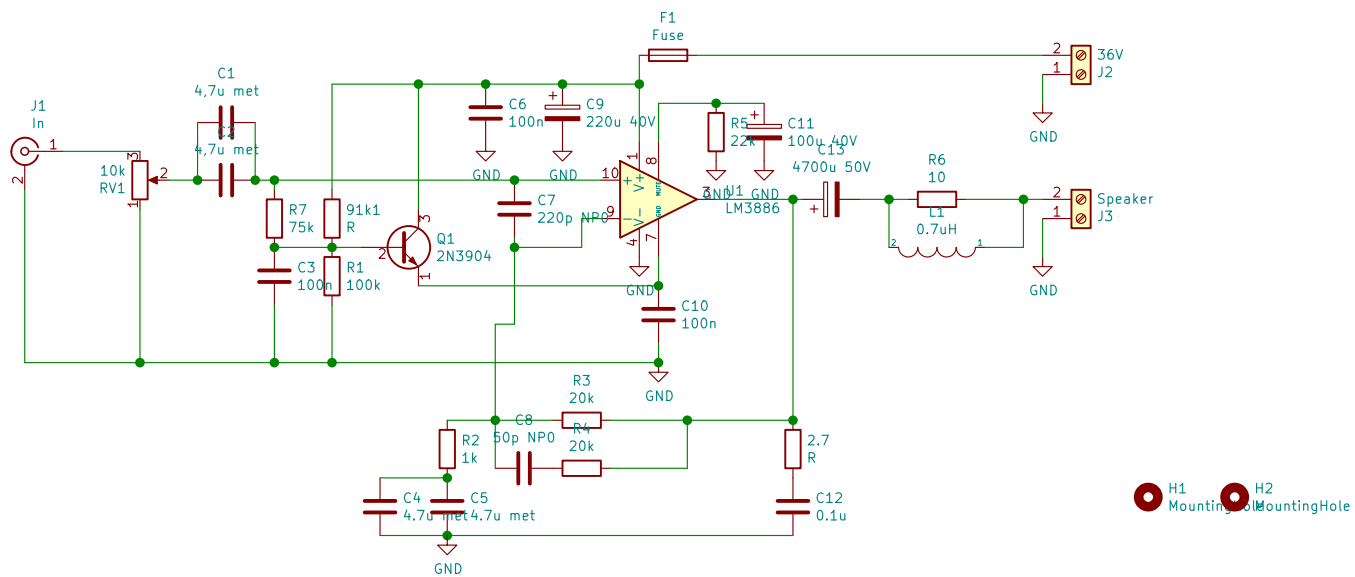 F1
Fuse
2
36V
1
J2
GND
C1
4,7u met
J1
In
1
2
C2
4,7u met
10k
RV1
3
2
1
C6
100n
GND
C9
220u 40V
GND
+
R5
22k
GND
C11
100u 40V
GND
+
C13
4700u 50V
+
R6
10
L1
0.7uH
2
1
2
Speaker
1
J3
GND
R7
75k
91k1
R
C7
220p NP0
10
9
1
8
3
4
7
+
-
V+
V-
MUTE
GND
U1
LM3886
GND
Q1
2N3904
3
2
1
C3
100n
R1
100k
C10
100n
GND
R3
20k
C8
50p NP0
R4
20k
R2
1k
2.7
R
C4
4.7u met
C5
4.7u met
C12
0.1u
GND
H1
MountingHole
H2
MountingHole